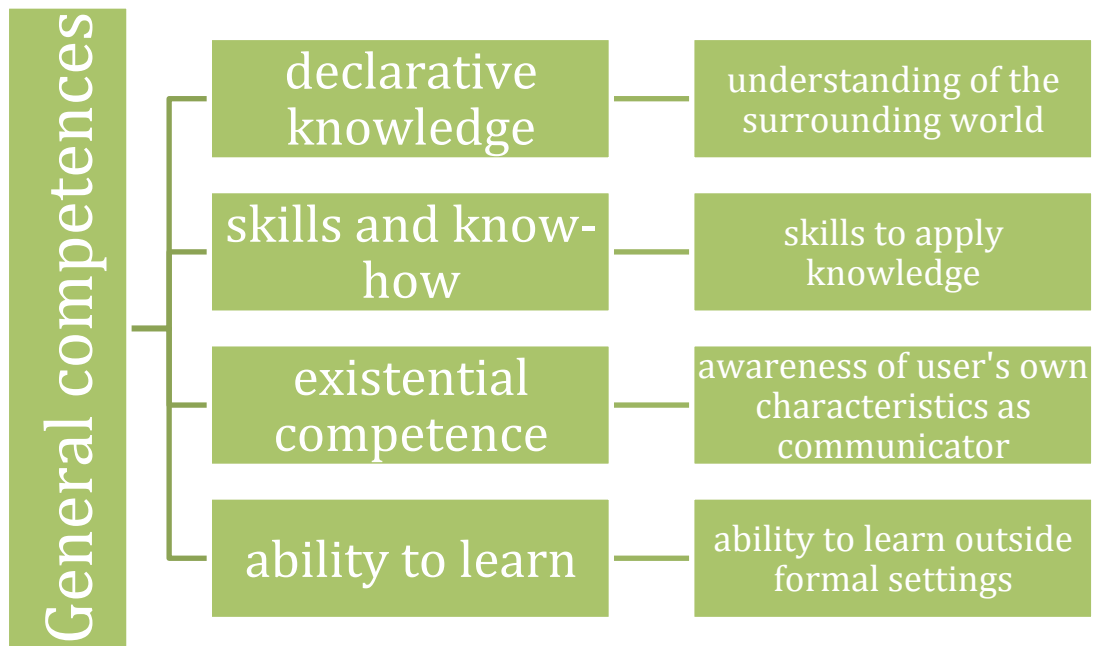 General competences
declarative
knowledge
understanding of the
surrounding world
skills and know-
how
skills to apply
knowledge
existential
competence
awareness of user's own
characteristics as
communicator
ability to learn
ability to learn outside
formal settings